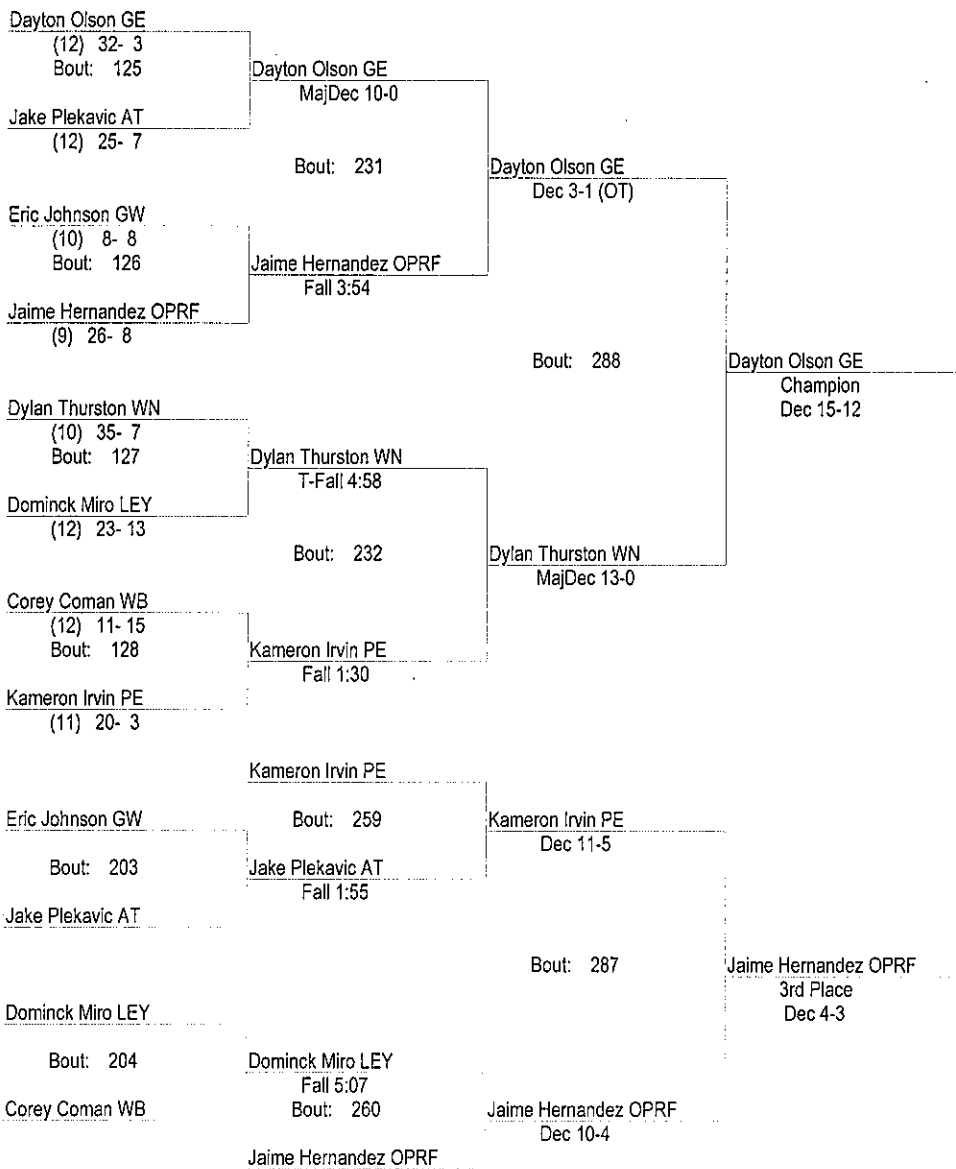 Dayton Olson GE
(12) 32- 3
Bout: 125
Dayton Olson GE
MajDec 10-0
Jake Plekavic AT
(12) 25- 7
Bout: 231
Dayton Olson GE
Dec 3-1 (OT)
Eric Johnson GW
(10) 8- 8
Bout: 126
Jaime Hernandez OPRF
Fall 3:54
Jaime Hernandez OPRF
(9) 26- 8
Bout: 288
Dayton Olson GE
Champion
Dec 15-12
Dylan Thurston WN
(10) 35- 7
Bout: 127
Dylan Thurston WN
T-Fall 4:58
Dominck Miro LEY
(12) 23- 13
Bout: 232
Dylan Thurston WN
MajDec 13-0
Corey Coman WB
(12) 11- 15
Bout: 128
Kameron Irvin PE
Fall 1:30
Kameron Irvin PE
(11) 20- 3
Kameron Irvin PE
Eric Johnson GW
Bout: 259
Kameron Irvin PE
Dec 11-5
Bout: 203
Jake Plekavic AT
Fall 1:55
Jake Plekavic AT
Bout: 287
Jaime Hernandez OPRF
3rd Place
Dec 4-3
Dominck Miro LEY
Bout: 204
Dominck Miro LEY
Fall 5:07
Corey Coman WB
Bout: 260
Jaime Hernandez OPRF
Dec 10-4
Jaime Hernandez OPRF